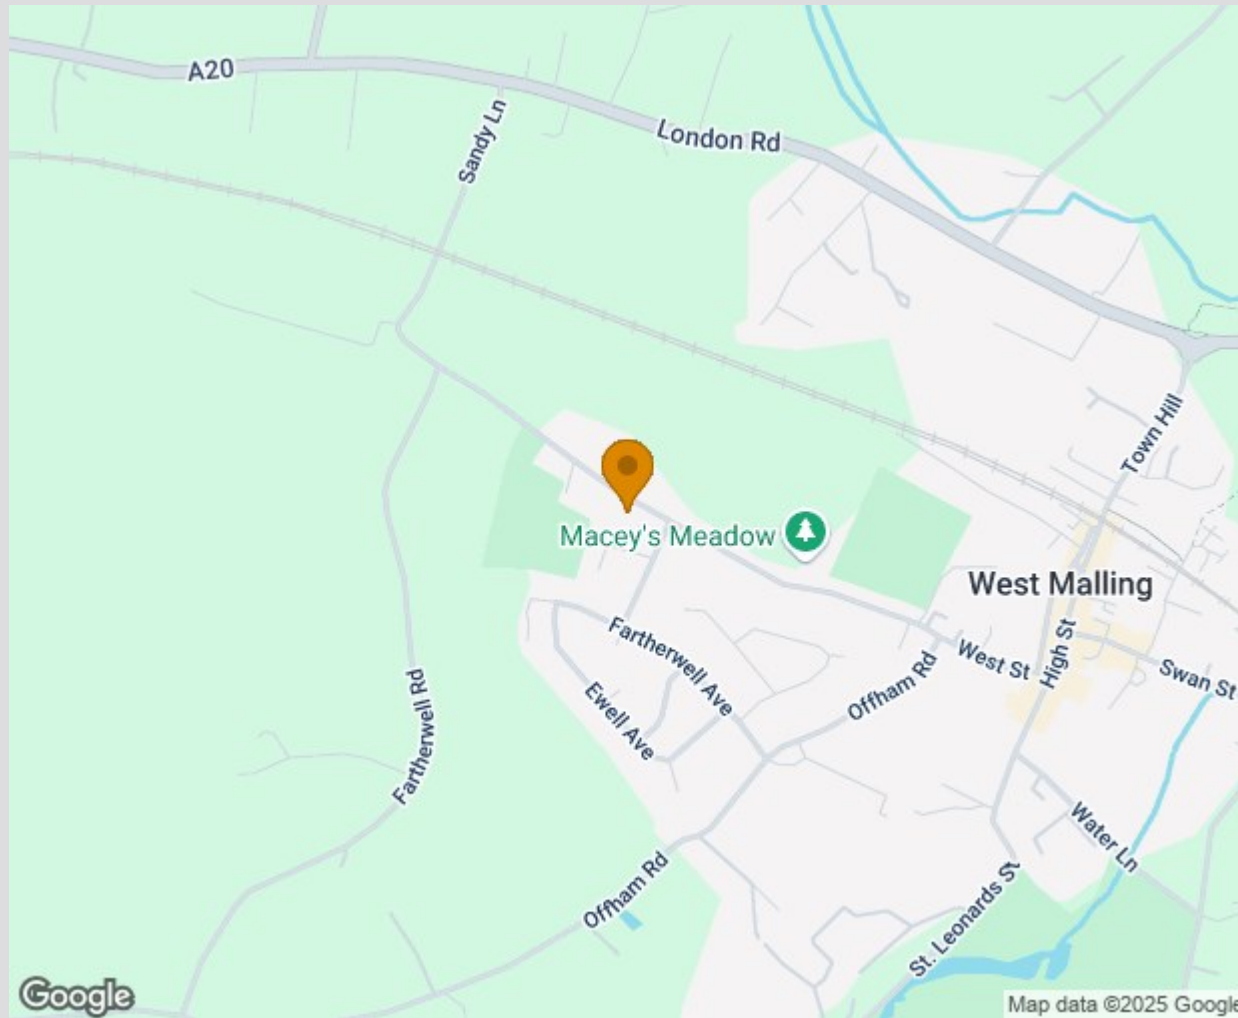 A20
Sandy Ln
London Rd
Town Hill
Macey's Meadow
West Malling
Fartherwell Ave
Ewell Ave
Offham Rd
West St
High St
Swan St
Fartherwell Rd
Water Ln
Offham Rd
St. Leonards St
Google
Map data ©2025 Google